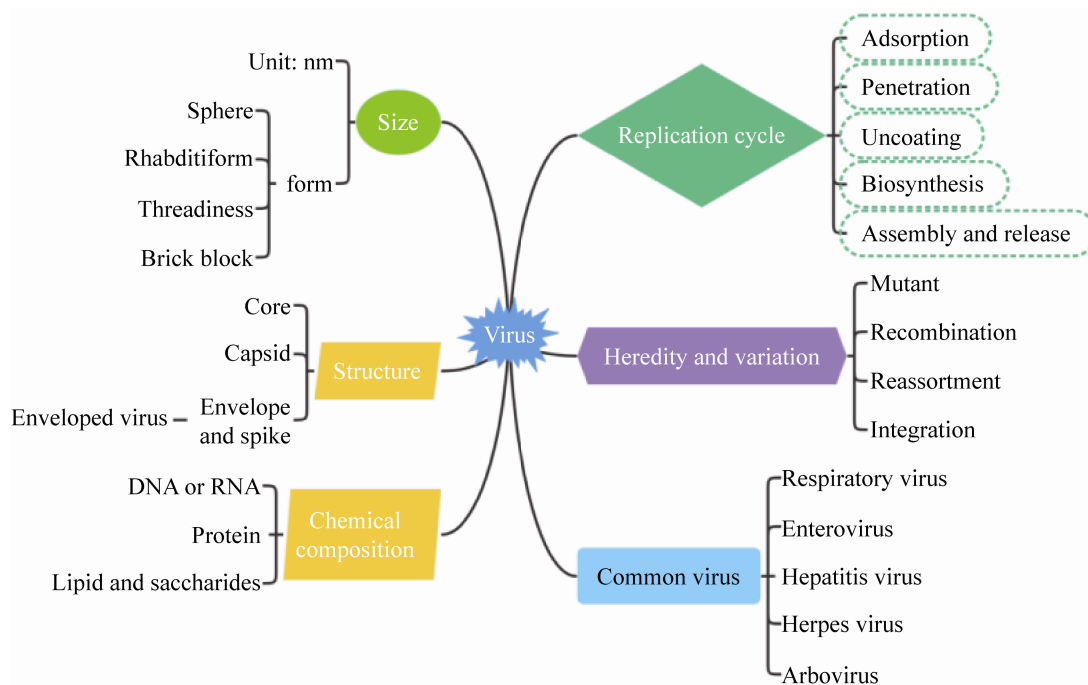 Virus
Size
Unit: nm
form
Sphere
Rhabditiform
Threadiness
Brick block
Structure
Core
Capsid
Envelope
and spike
Enveloped virus
Chemical
composition
DNA or RNA
Protein
Lipid and saccharides
Replication cycle
Adsorption
Penetration
Uncoating
Biosynthesis
Assembly and release
Heredity and variation
Mutant
Recombination
Reassortment
Integration
Common virus
Respiratory virus
Enterovirus
Hepatitis virus
Herpes virus
Arbovirus